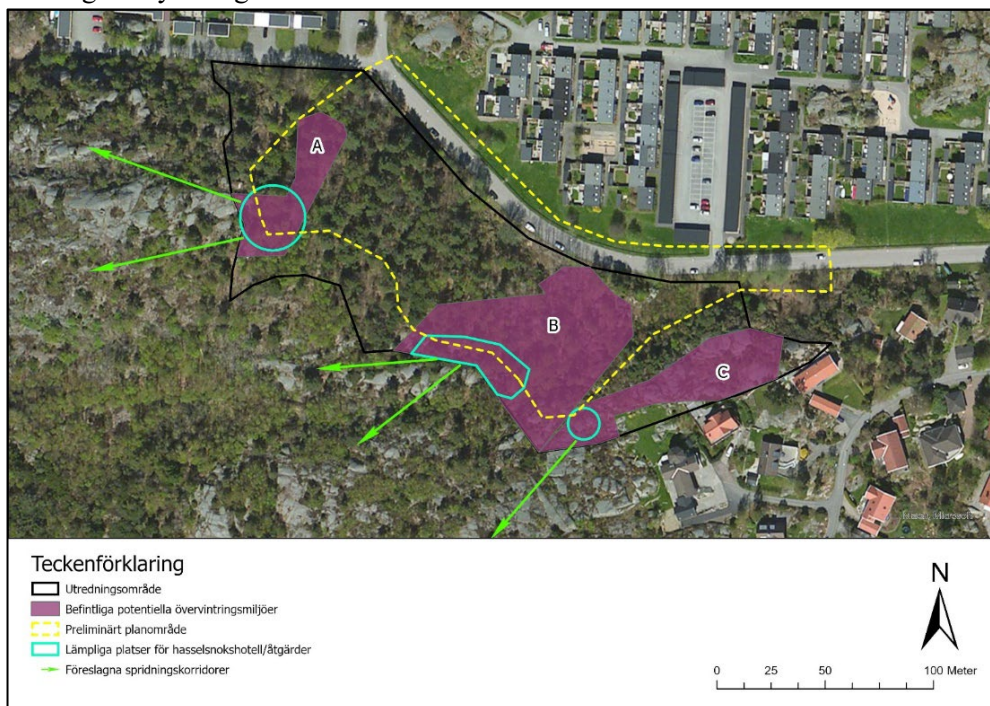 A
B
C
Teckenförklaring
Utredningsområde
Befintliga potentiella övervintringsmiljöer
Preliminärt planområde
Lämpliga platser för hasselsnokshotell/åtgärder
Föreslagna spridningskorridorer
N
0 25 50 100 Meter